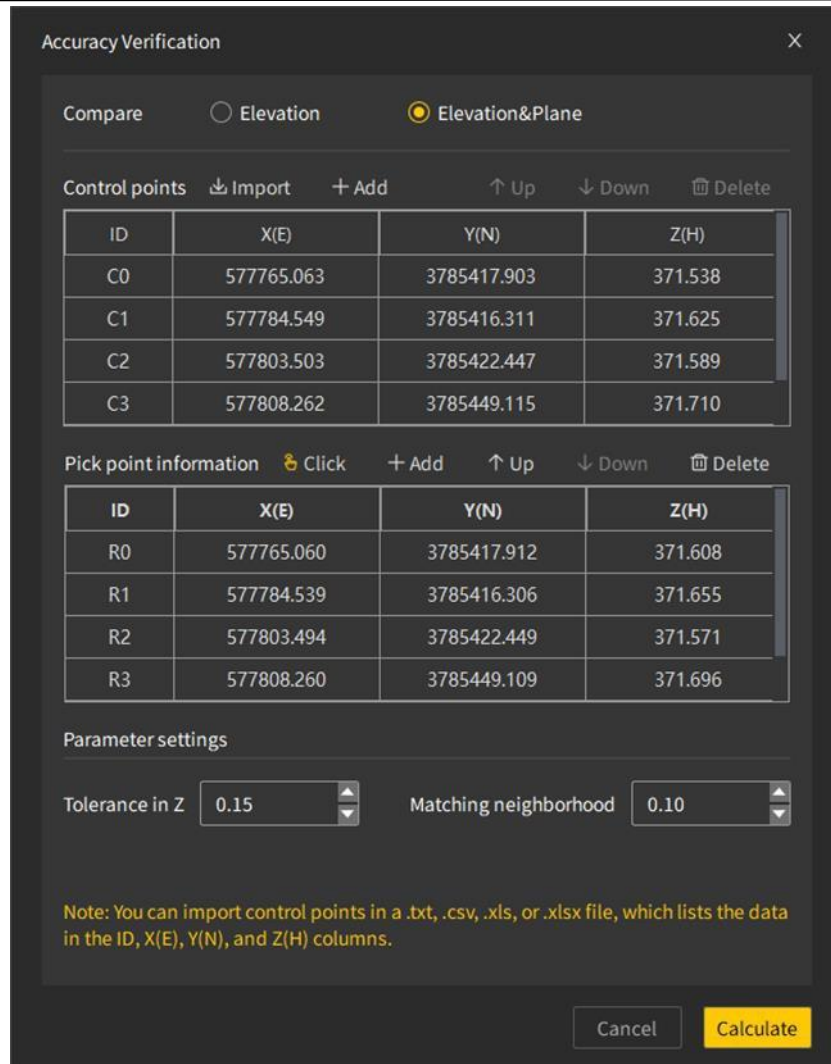 Accuracy Verification X
Compare Elevation Elevation&Plane
Control points Import + Add ↑ Up ↓ Down Delete
ID X(E) Y(N) Z(H)
C0 577765.063 3785417.903 371.538
C1 577784.549 3785416.311 371.625
C2 577803.503 3785422.447 371.589
C3 577808.262 3785449.115 371.710
Pick point information Click + Add ↑ Up ↓ Down Delete
ID X(E) Y(N) Z(H)
R0 577765.060 3785417.912 371.608
R1 577784.539 3785416.306 371.655
R2 577803.494 3785422.449 371.571
R3 577808.260 3785449.109 371.696
Parameter settings
Tolerance in Z 0.15 Matching neighborhood 0.10
Note: You can import control points in a .txt, .csv, .xls, or .xlsx file, which lists the data
in the ID, X(E), Y(N), and Z(H) columns.
Cancel Calculate